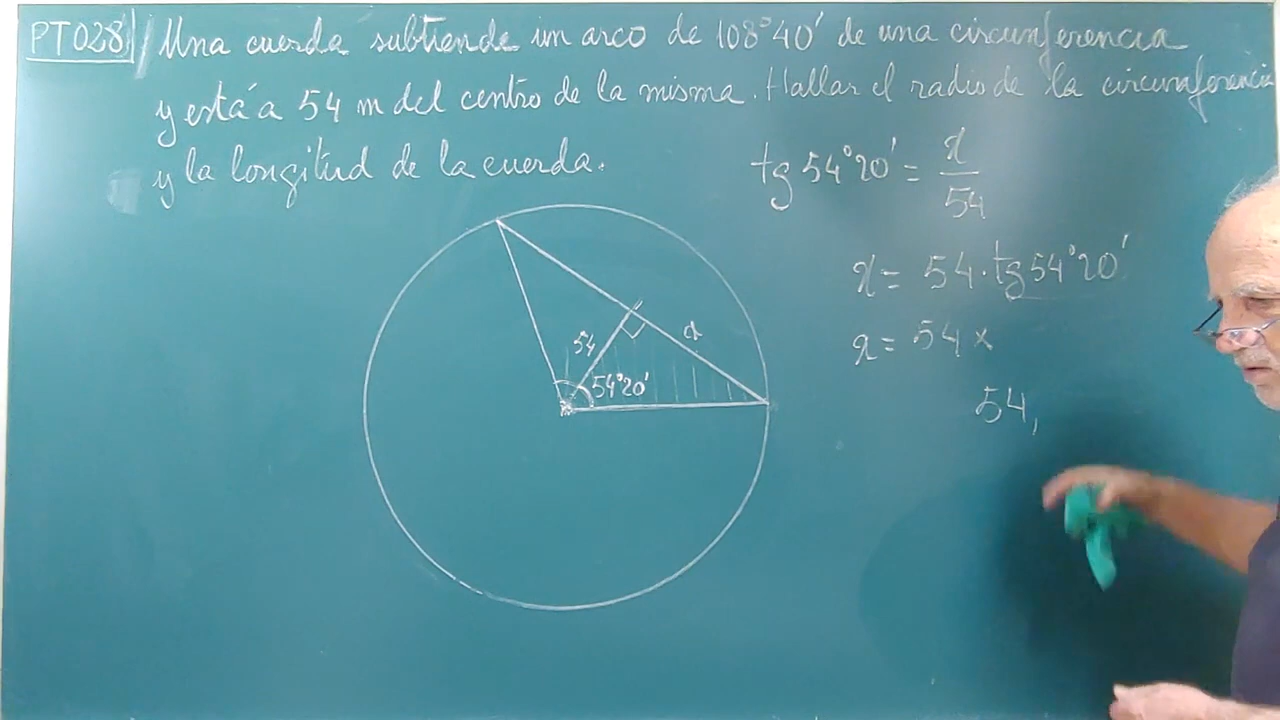 PT028 Una cuerda subtiende un arco de 108°40' de una circunferencia
y está a 54 m del centro de la misma. Hallar el radio de la circunferencia
y la longitud de la cuerda.
tg 54°20' = x/54
x = 54 · tg 54°20'
x = 54 x
54,
54
x
54°20'